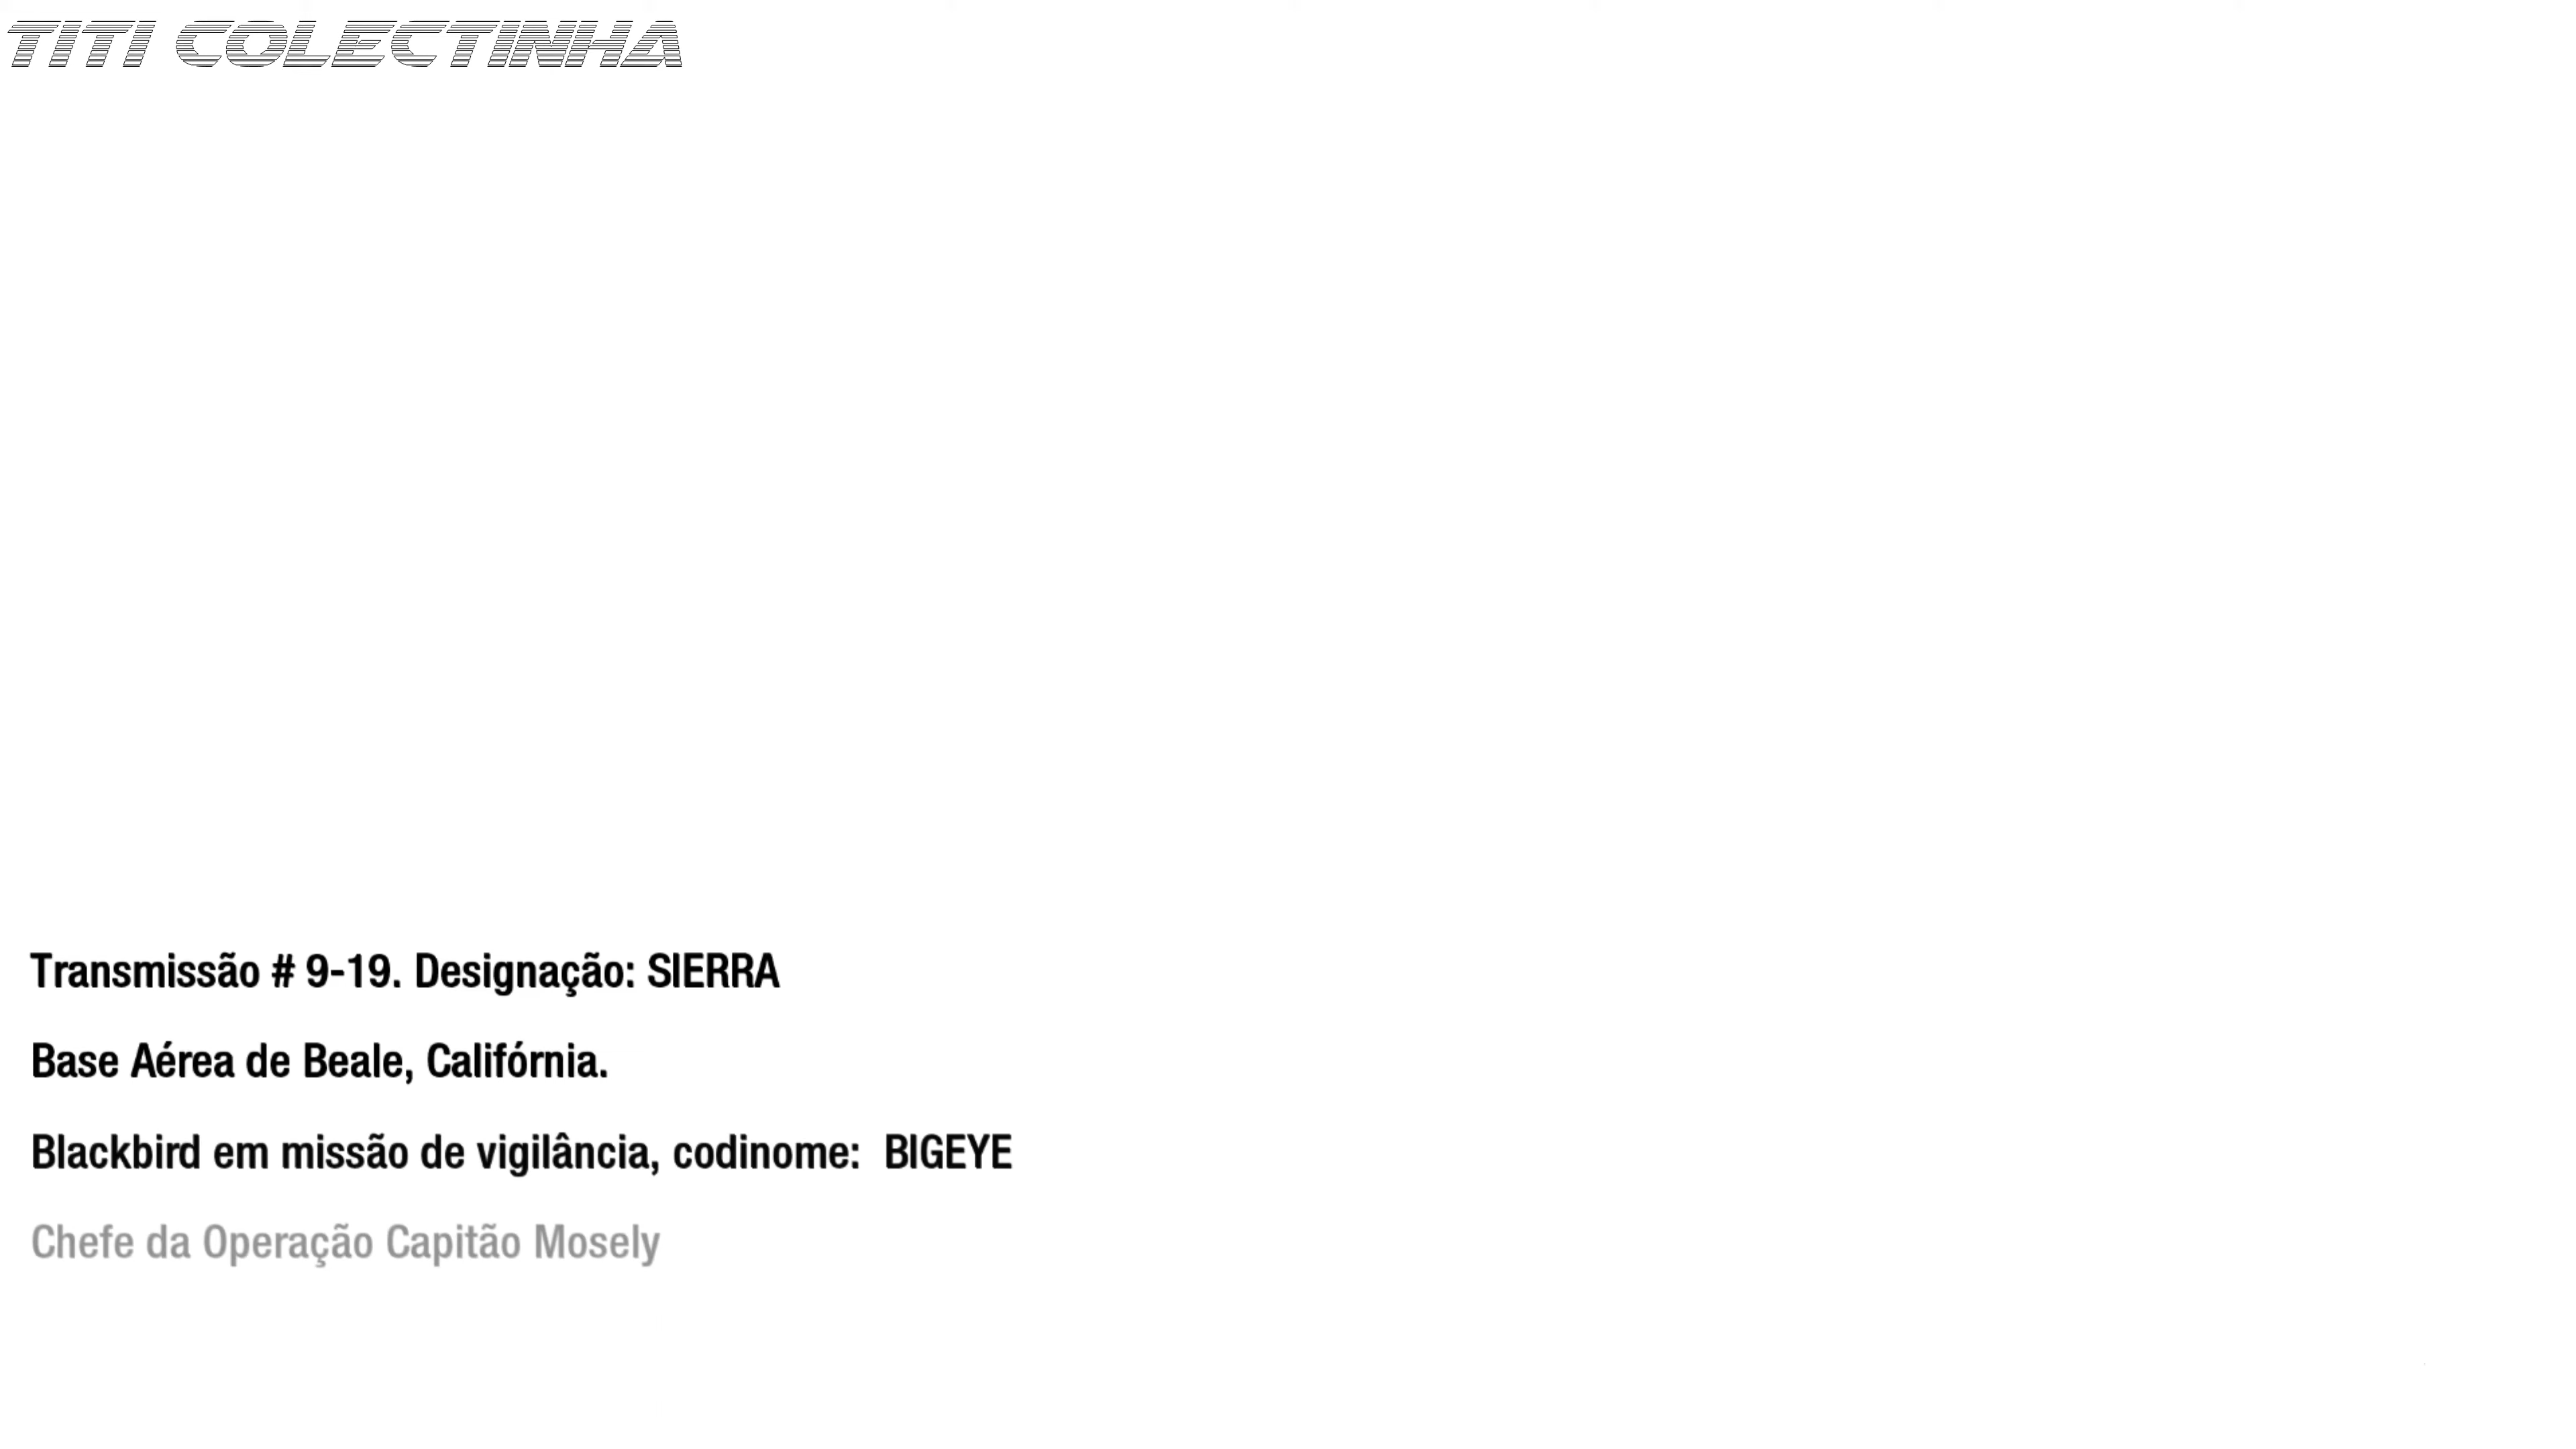 TITI COLECTINHA
Transmissão # 9-19. Designação: SIERRA
Base Aérea de Beale, Califórnia.
Blackbird em missão de vigilância, codinome:  BIGEYE
Chefe da Operação Capitão Mosely